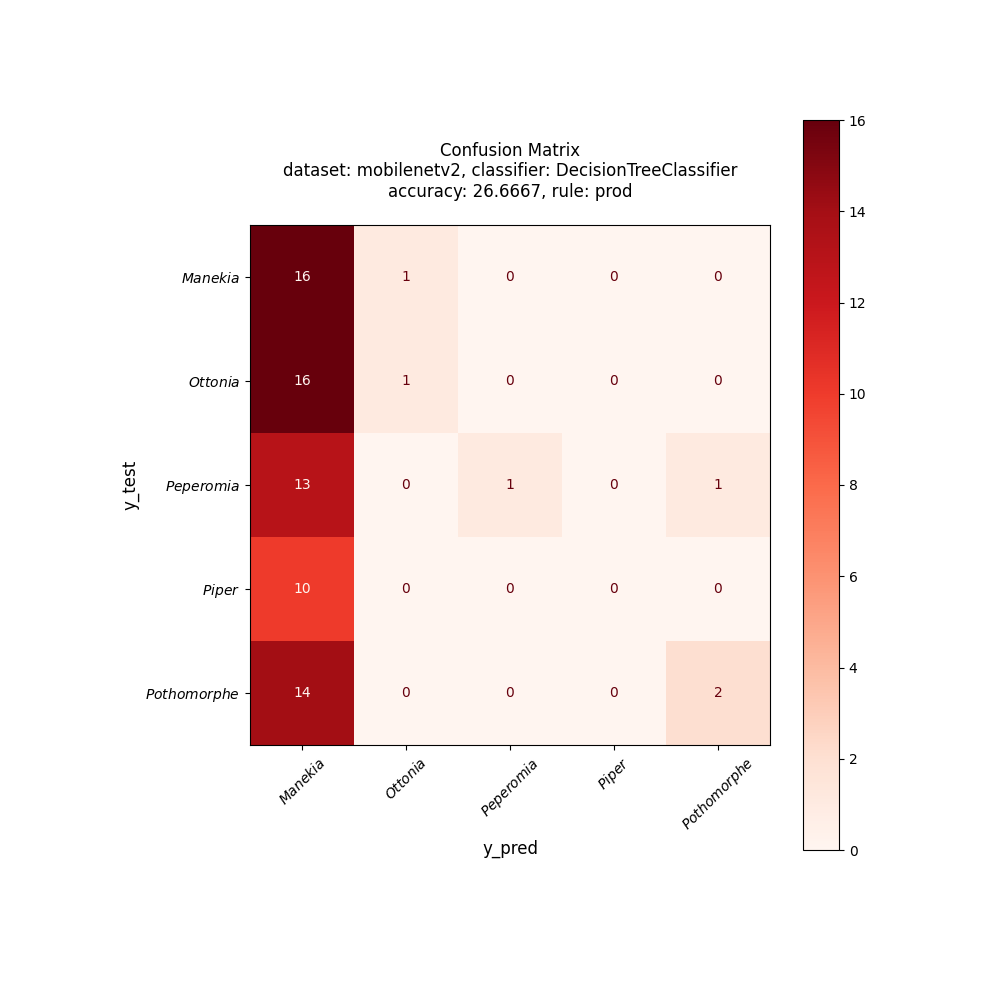 Confusion Matrix
dataset: mobilenetv2, classifier: DecisionTreeClassifier
accuracy: 26.6667, rule: prod
Manekia 16 1 0 0 0
Ottonia 16 1 0 0 0
Peperomia 13 0 1 0 1
Piper 10 0 0 0 0
Pothomorphe 14 0 0 0 2
y_test
Manekia Ottonia Peperomia Piper Pothomorphe
y_pred
16
14
12
10
8
6
4
2
0